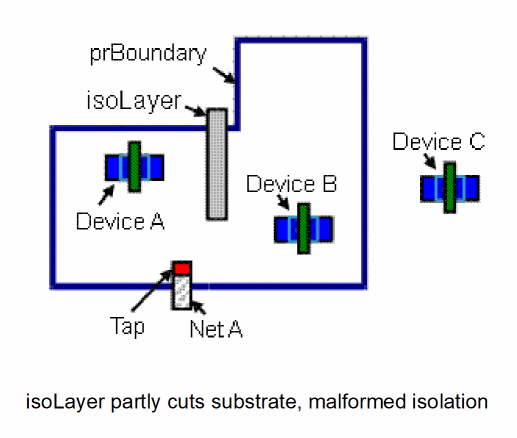 prBoundary
isoLayer
Device C
Device B
Device A
Tap
Net A
isoLayer partly cuts substrate, malformed isolation